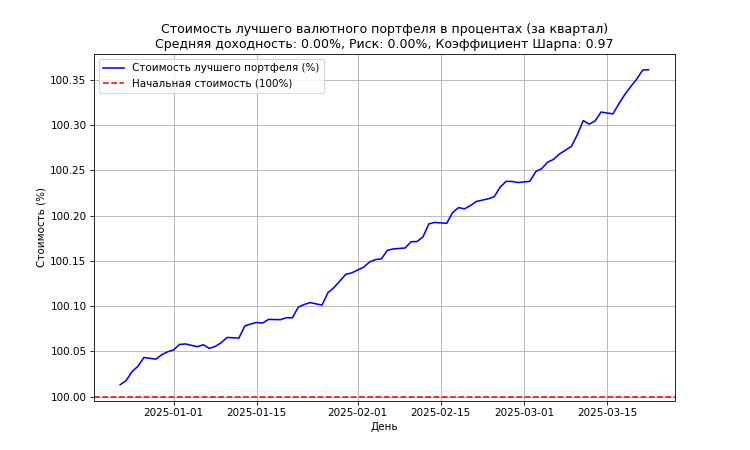 Стоимость лучшего валютного портфеля в процентах (за квартал)
Средняя доходность: 0.00%, Риск: 0.00%, Коэффициент Шарпа: 0.97
Стоимость лучшего портфеля (%)
Начальная стоимость (100%)
Стоимость (%)
100.35
100.30
100.25
100.20
100.15
100.10
100.05
100.00
2025-01-01
2025-01-15
2025-02-01
2025-02-15
2025-03-01
2025-03-15
День